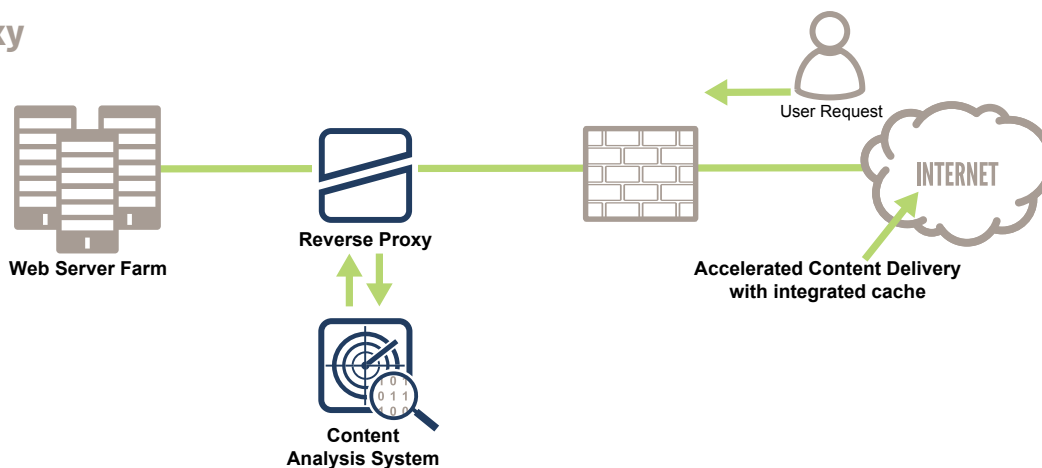 xy
User Request
INTERNET
Web Server Farm
Reverse Proxy
Accelerated Content Delivery
with integrated cache
1 0 1
0 1 1
1 0 0
Content
Analysis System